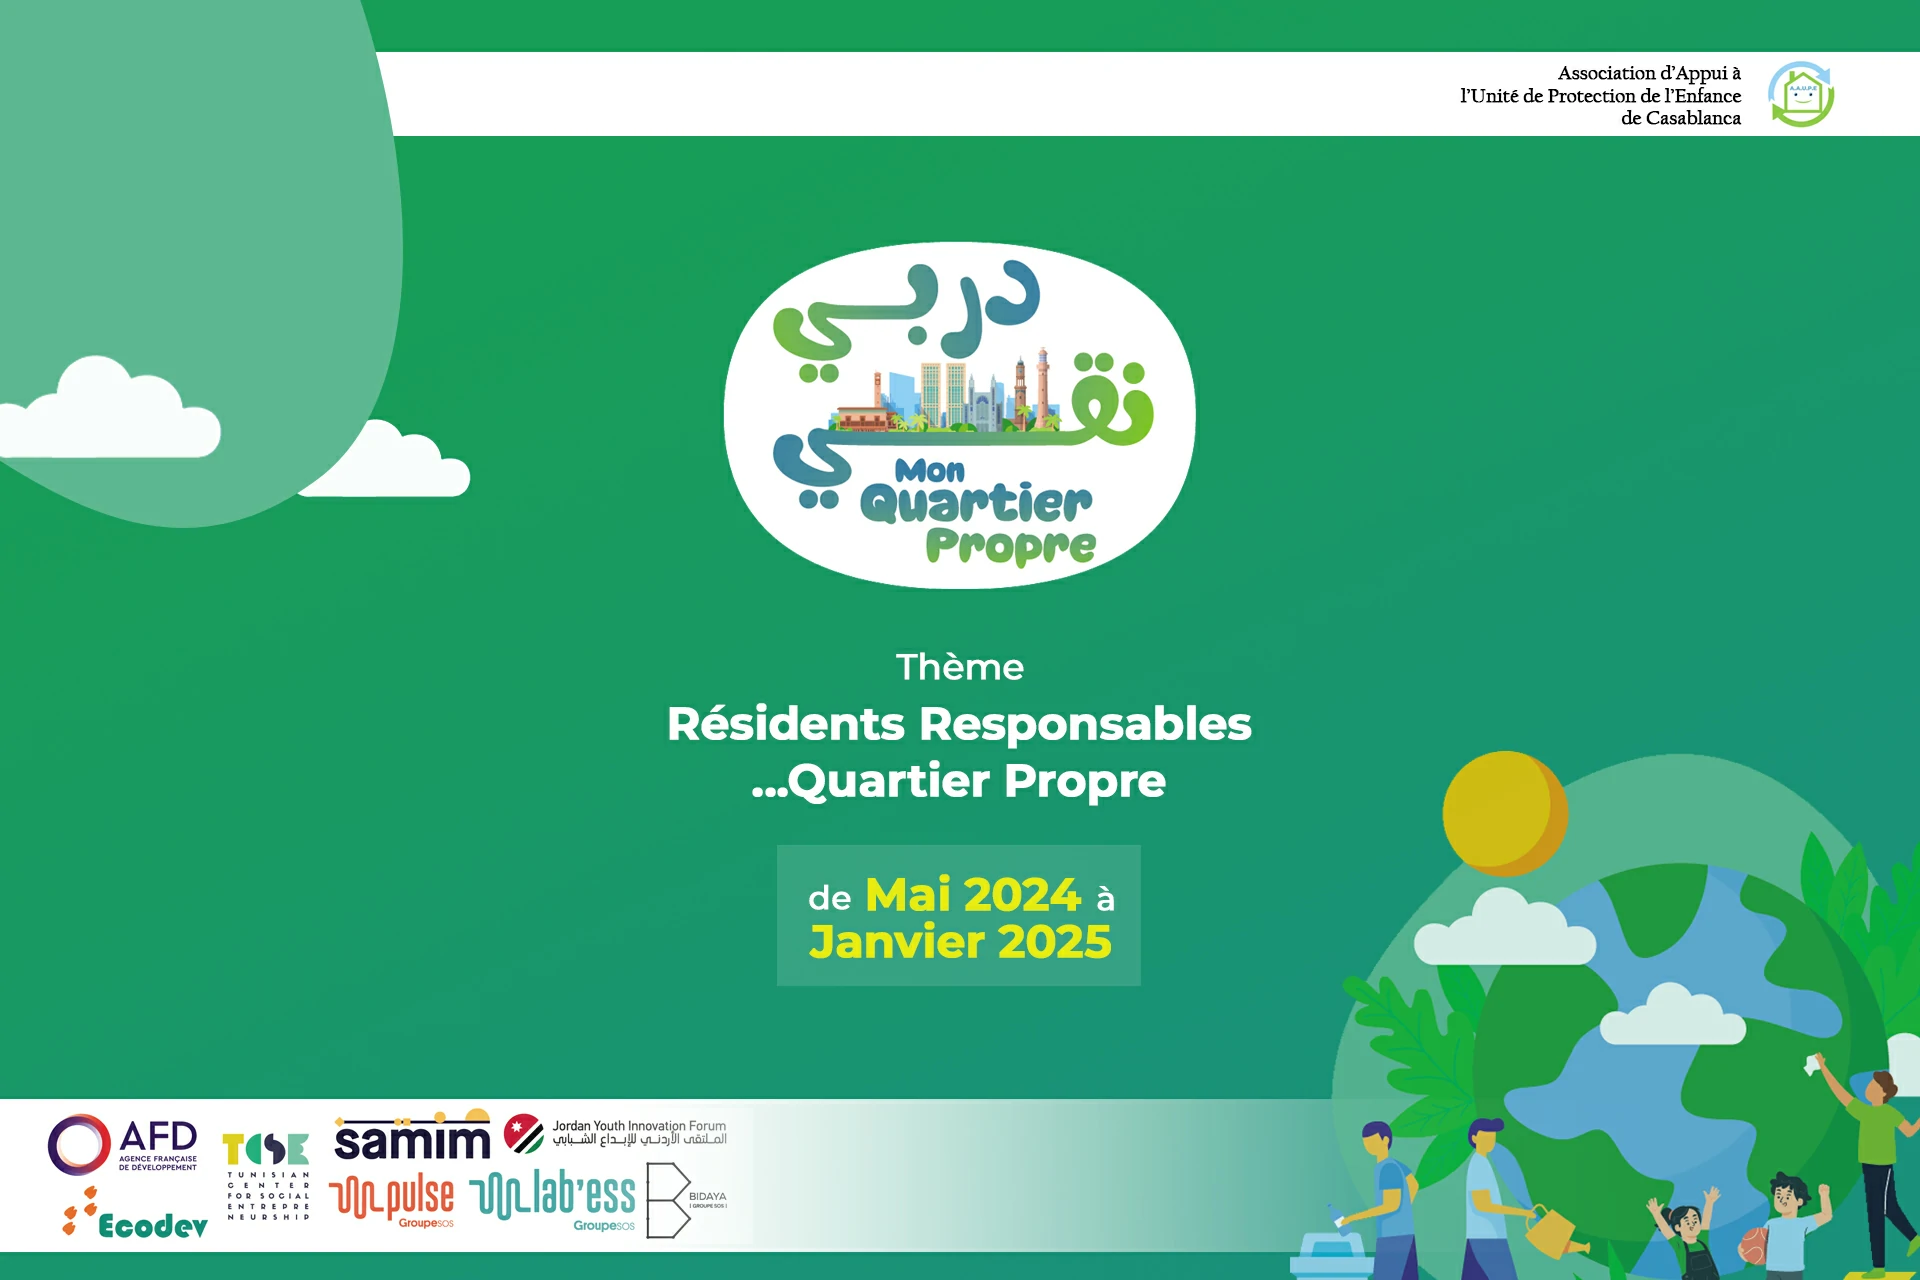 Association d'Appui à
l'Unité de Protection de l'Enfance
de Casablanca
A.A.U.P.E
دربي
نقي
Mon
Quartier
Propre
Thème
Résidents Responsables
...Quartier Propre
de Mai 2024 à
Janvier 2025
AFD
AGENCE FRANÇAISE
DE DÉVELOPPEMENT
Ecodev
TCSE
TUNISIAN
CENTER
FOR SOCIAL
ENTREPRE
NEURSHIP
samim
Jordan Youth Innovation Forum
الملتقى الأردني للإبداع الشبابي
pulse
GroupeSOS
lab'ess
GroupeSOS
BIDAYA
| GROUPE SOS |